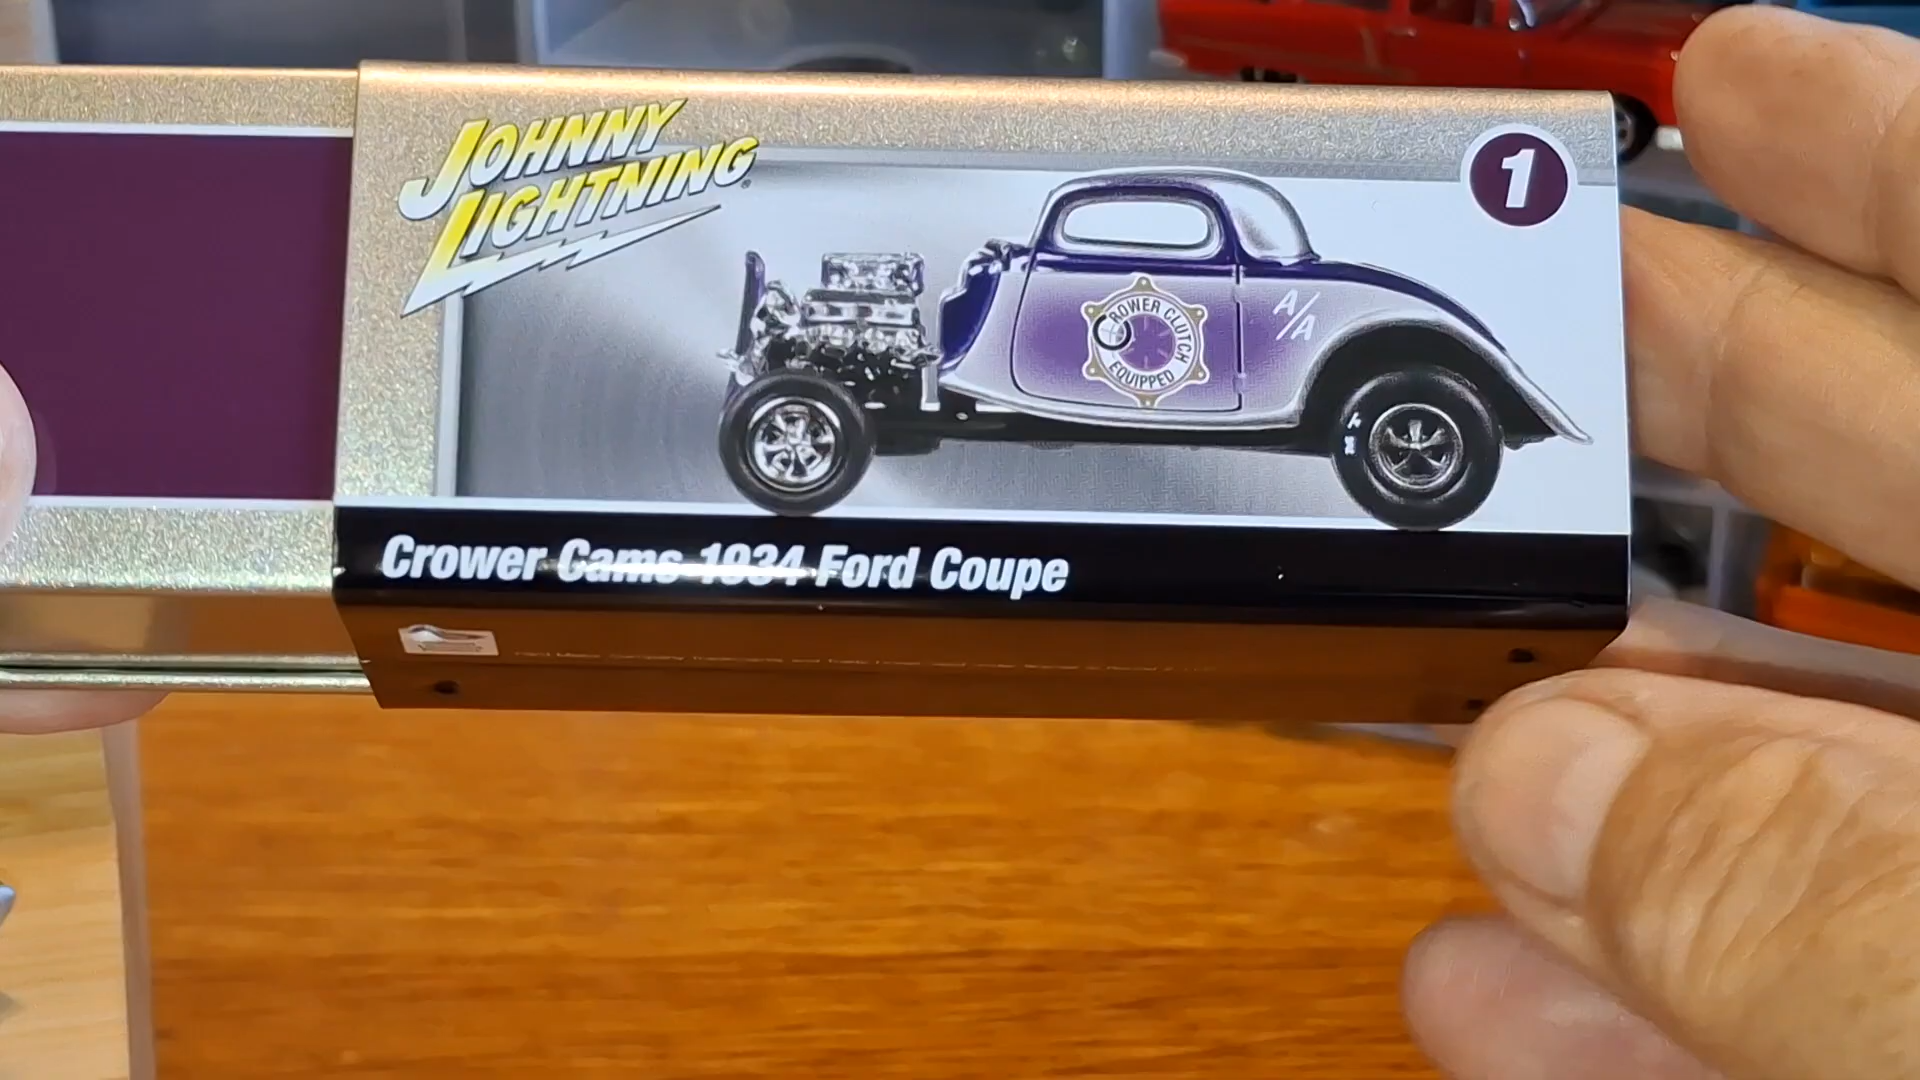 JOHNNY
LIGHTNING
1
CROWER CLUTCH
EQUIPPED
A/A
Crower Cams 1934 Ford Coupe